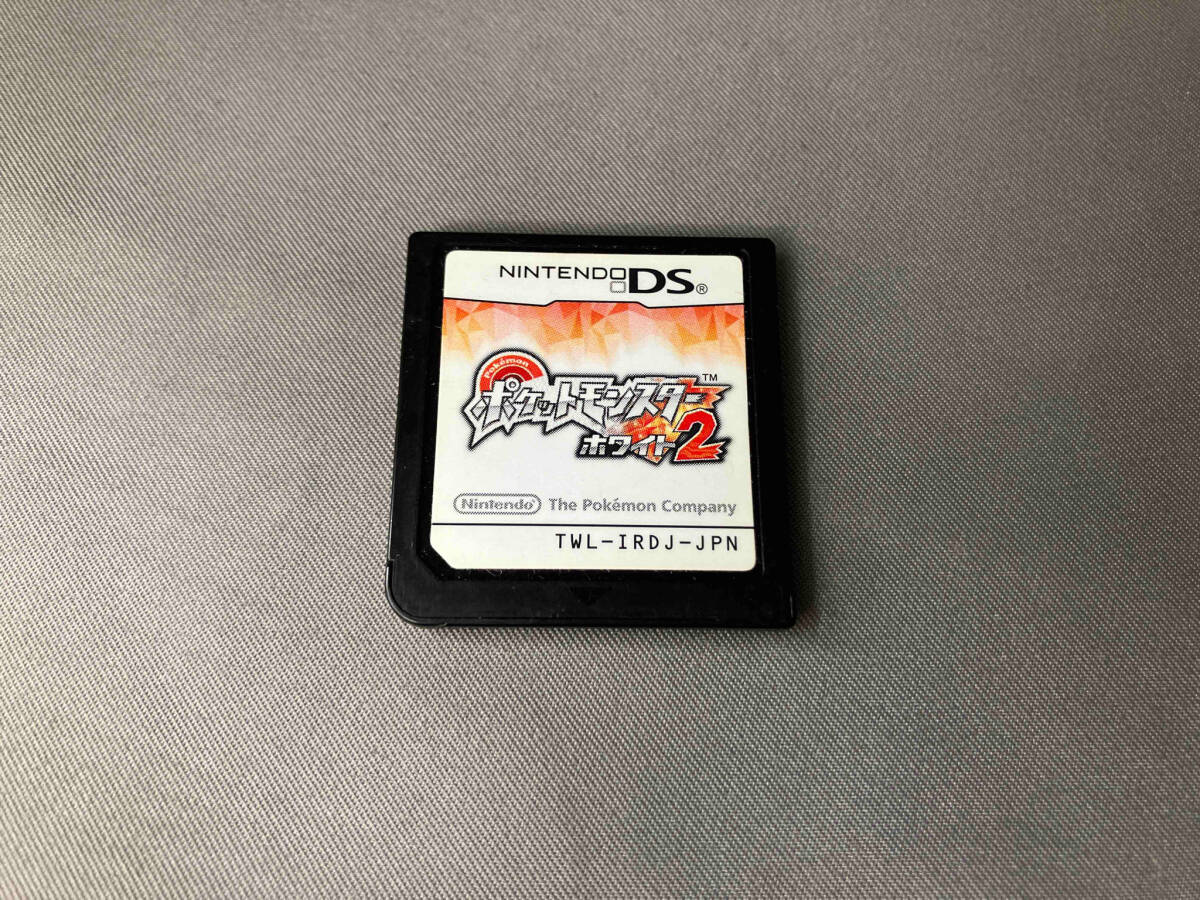 NINTENDO DS®
Pokémon
ポケットモンスター™
ホワイト2
Nintendo The Pokémon Company
TWL-IRDJ-JPN